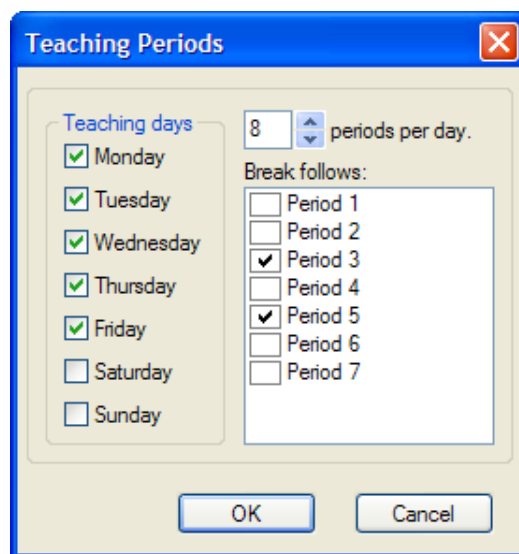 Teaching Periods
Teaching days
Monday
Tuesday
Wednesday
Thursday
Friday
Saturday
Sunday
8 periods per day.
Break follows:
Period 1
Period 2
Period 3
Period 4
Period 5
Period 6
Period 7
OK
Cancel